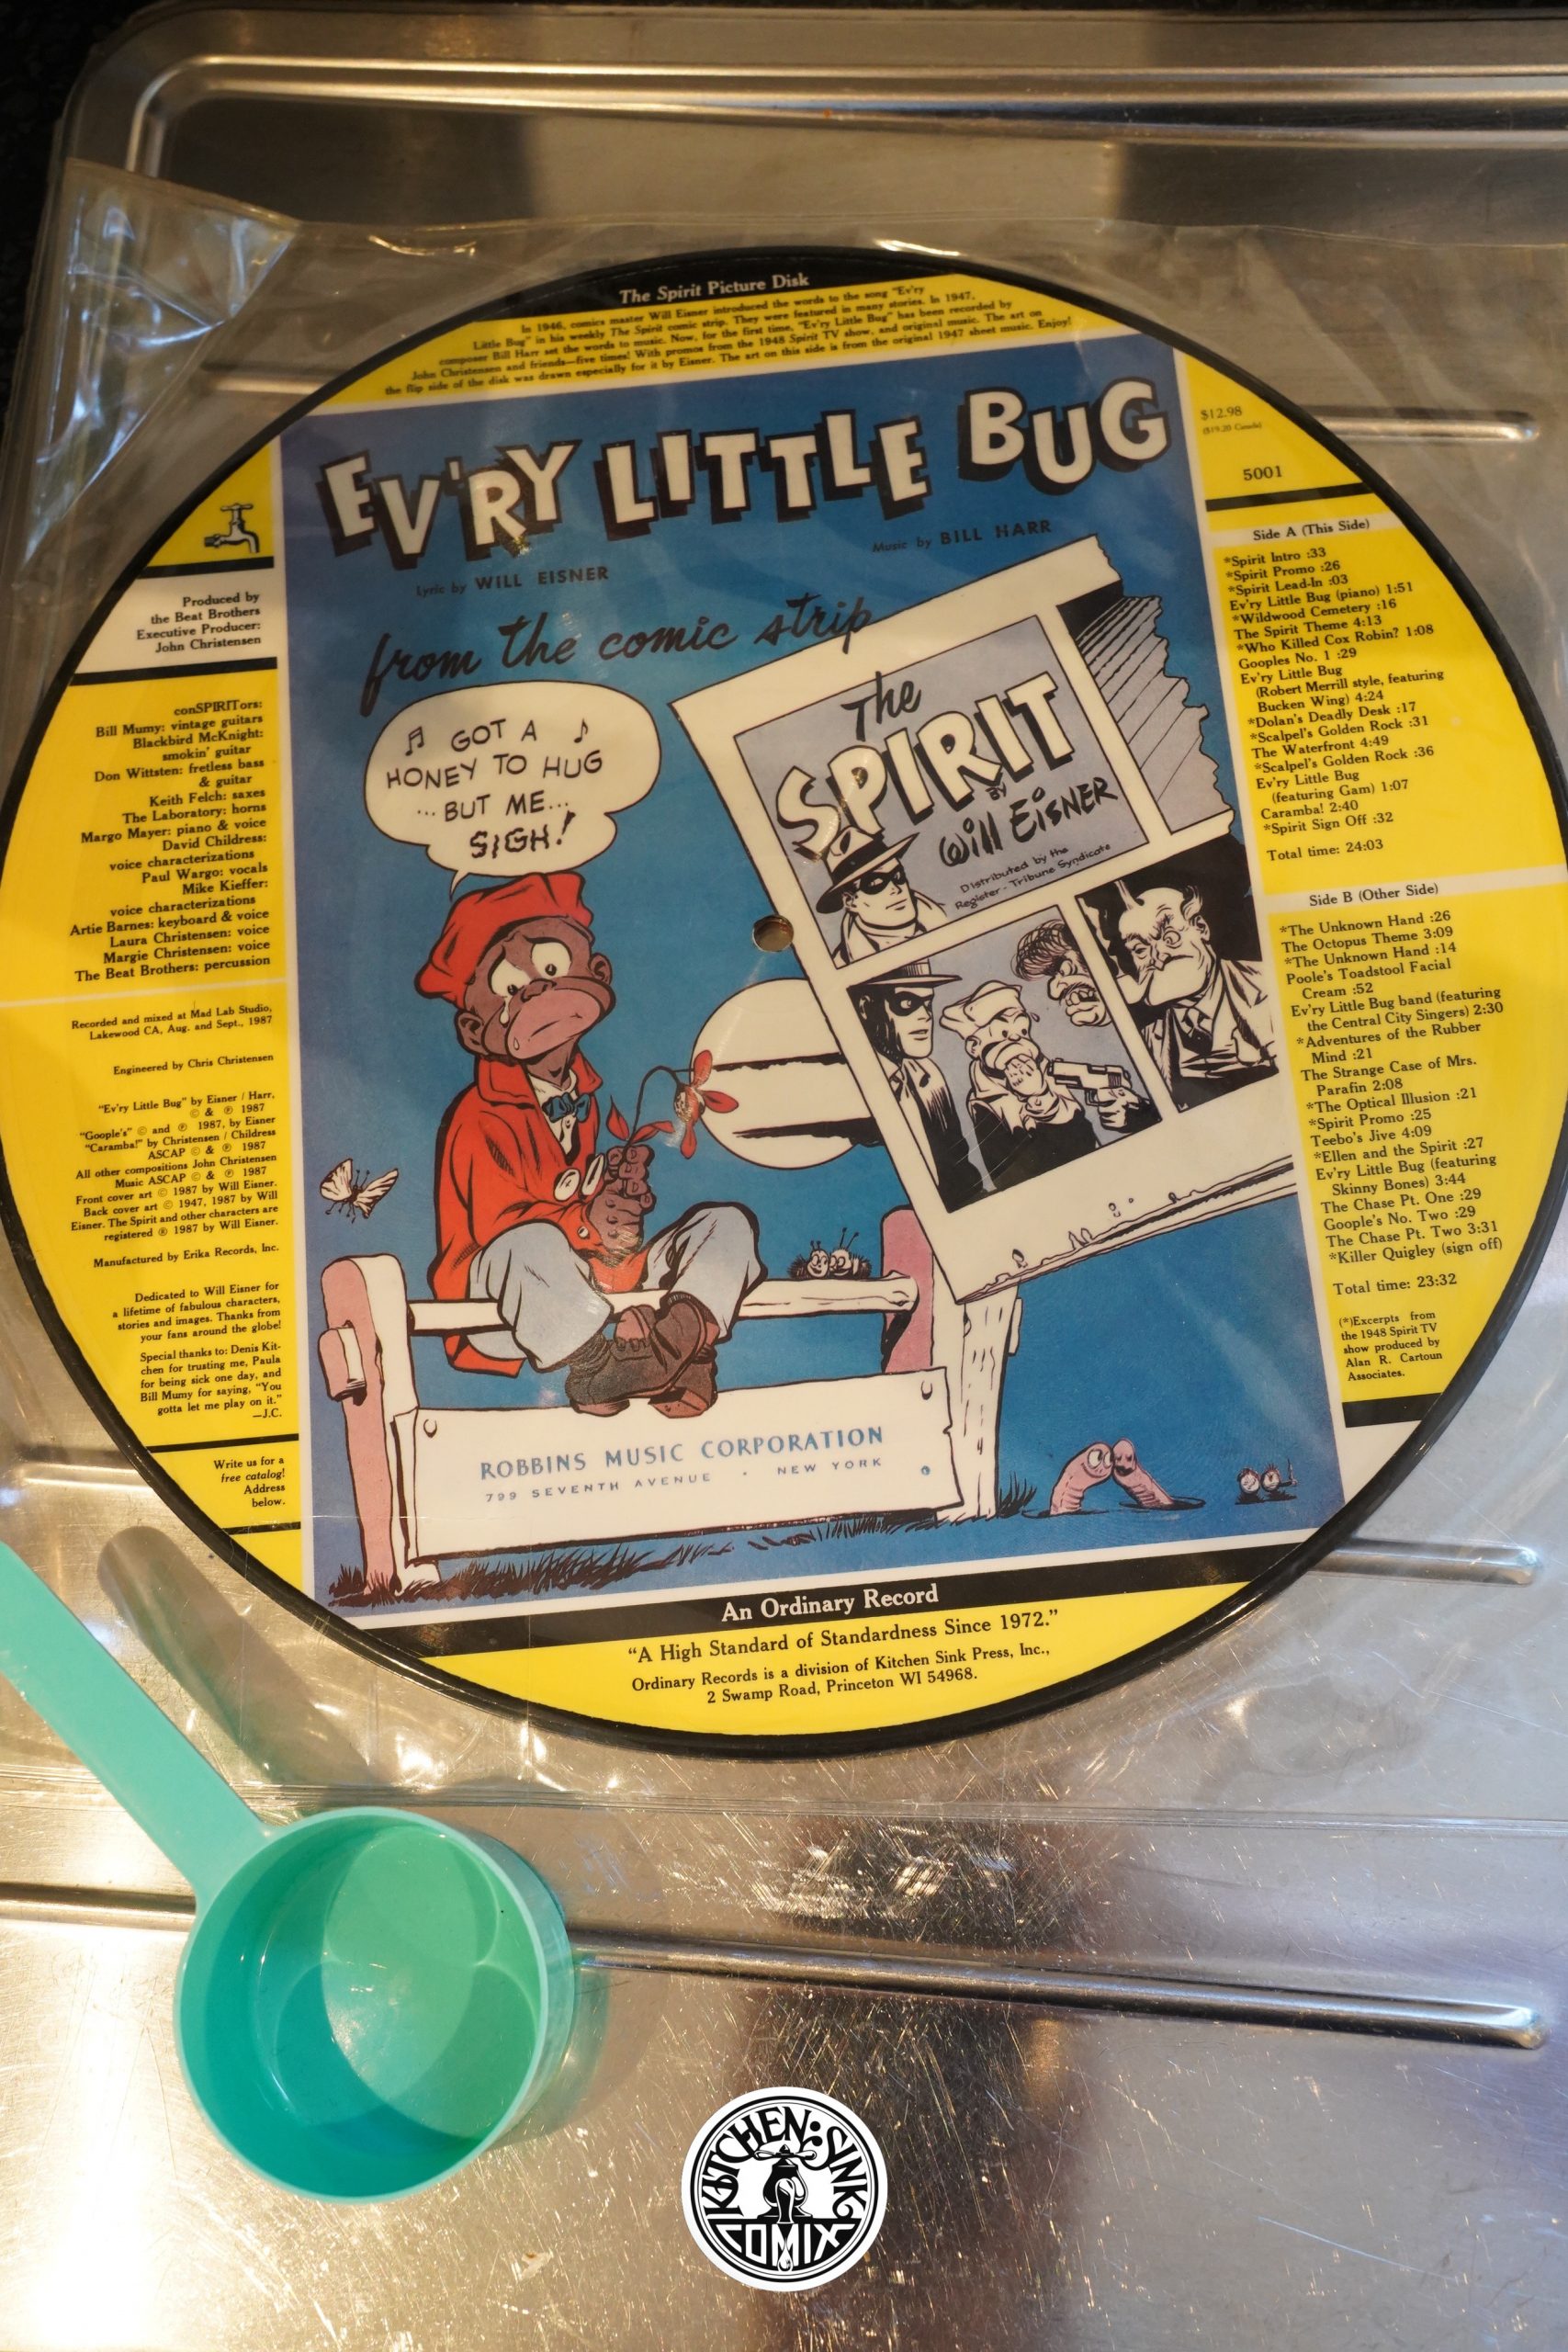 The Spirit Picture Disk
In 1946, comics master Will Eisner introduced the words to the song "Ev'ry
Little Bug" in his weekly The Spirit comic strip. They were featured in many stories. In 1947,
composer Bill Harr set the words to music. Now, for the first time, "Ev'ry Little Bug" has been recorded by
John Christensen and friends—five times! With promos from the 1948 Spirit TV show, and original music. The art on
the flip side of the disk was drawn especially for it by Eisner. The art on this side is from the original 1947 sheet music. Enjoy!
EV'RY LITTLE BUG
Lyric by WILL EISNER
Music by BILL HARR
from the comic strip
GOT A
HONEY TO HUG
...BUT ME...
SIGH!
The
SPIRIT
BY
Will EisNER
Distributed by the
Register-Tribune Syndicate
ROBBINS MUSIC CORPORATION
799 SEVENTH AVENUE • NEW YORK
Produced by
the Beat Brothers
Executive Producer:
John Christensen
conSPIRITors:
Bill Mumy: vintage guitars
Blackbird McKnight:
smokin' guitar
Don Wittsten: fretless bass
& guitar
Keith Felch: saxes
The Laboratory: horns
Margo Mayer: piano & voice
David Childress:
voice characterizations
Paul Wargo: vocals
Mike Kieffer:
voice characterizations
Artie Barnes: keyboard & voice
Laura Christensen: voice
Margie Christensen: voice
The Beat Brothers: percussion
Recorded and mixed at Mad Lab Studio,
Lakewood CA, Aug. and Sept., 1987
Engineered by Chris Christensen
"Ev'ry Little Bug" by Eisner / Harr,
© & ℗ 1987
"Goople's" © and ℗ 1987, by Eisner
"Caramba!" by Christensen / Childress
ASCAP © & ℗ 1987
All other compositions John Christensen
Music ASCAP © & ℗ 1987
Front cover art © 1987 by Will Eisner.
Back cover art © 1947, 1987 by Will
Eisner. The Spirit and other characters are
registered ® 1987 by Will Eisner.
Manufactured by Erika Records, Inc.
Dedicated to Will Eisner for
a lifetime of fabulous characters,
stories and images. Thanks from
your fans around the globe!
Special thanks to: Denis Kit-
chen for trusting me, Paula
for being sick one day, and
Bill Mumy for saying, "You
gotta let me play on it."
—J.C.
Write us for a
free catalog!
Address
below.
$12.98
($19.20 Canada)
5001
Side A (This Side)
*Spirit Intro :33
*Spirit Promo :26
*Spirit Lead-In :03
Ev'ry Little Bug (piano) 1:51
*Wildwood Cemetery :16
The Spirit Theme 4:13
*Who Killed Cox Robin? 1:08
Gooples No. 1 :29
Ev'ry Little Bug
(Robert Merrill style, featuring
Bucken Wing) 4:24
*Dolan's Deadly Desk :17
*Scalpel's Golden Rock :31
The Waterfront 4:49
*Scalpel's Golden Rock :36
Ev'ry Little Bug
(featuring Gam) 1:07
Caramba! 2:40
*Spirit Sign Off :32
Total time: 24:03
Side B (Other Side)
*The Unknown Hand :26
The Octopus Theme 3:09
*The Unknown Hand :14
Poole's Toadstool Facial
Cream :52
Ev'ry Little Bug band (featuring
the Central City Singers) 2:30
*Adventures of the Rubber
Mind :21
The Strange Case of Mrs.
Parafin 2:08
*The Optical Illusion :21
*Spirit Promo :25
Teebo's Jive 4:09
*Ellen and the Spirit :27
Ev'ry Little Bug (featuring
Skinny Bones) 3:44
The Chase Pt. One :29
Goople's No. Two :29
The Chase Pt. Two 3:31
*Killer Quigley (sign off)
Total time: 23:32
(*)Excerpts from
the 1948 Spirit TV
show produced by
Alan R. Cartoun
Associates.
An Ordinary Record
"A High Standard of Standardness Since 1972."
Ordinary Records is a division of Kitchen Sink Press, Inc.,
2 Swamp Road, Princeton WI 54968.
KITCHEN SINK
COMIX